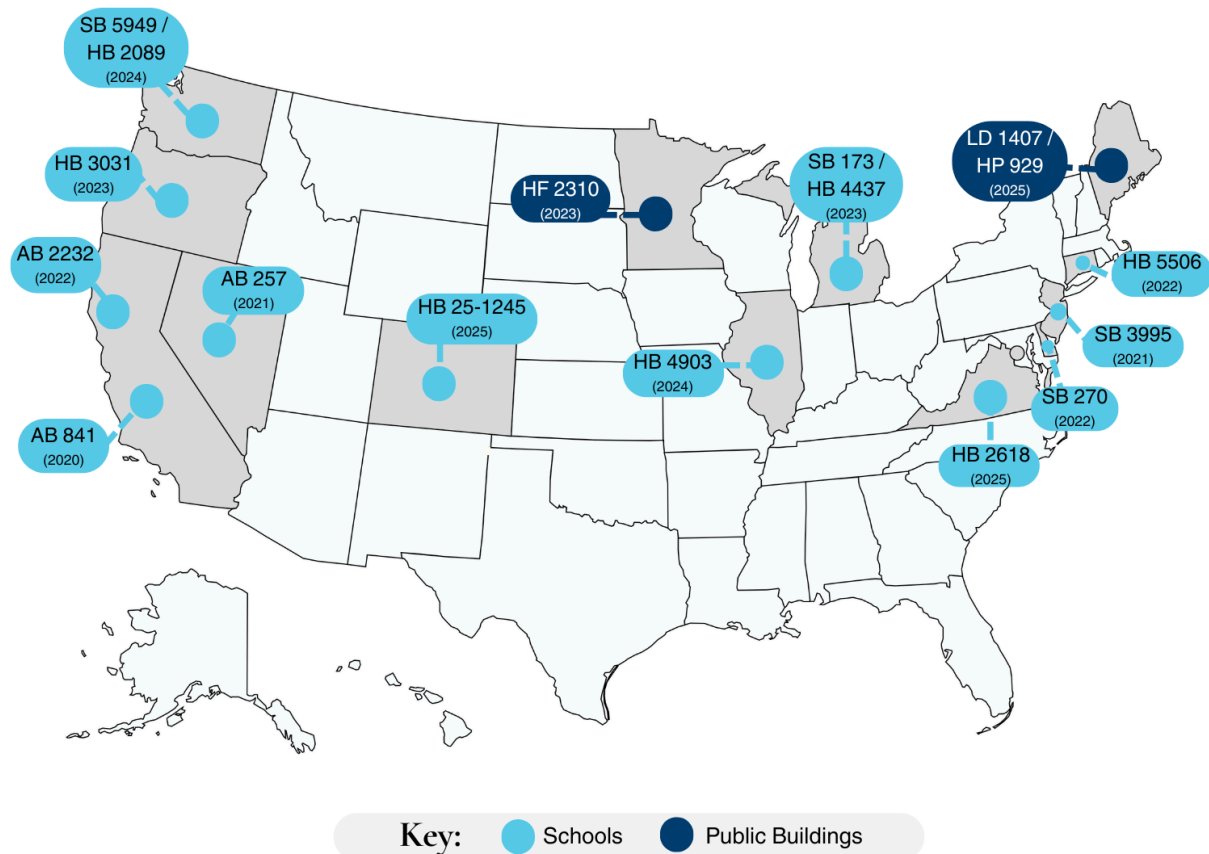 SB 5949 /
HB 2089
(2024)
HB 3031
(2023)
AB 2232
(2022)
AB 257
(2021)
HB 25-1245
(2025)
AB 841
(2020)
HF 2310
(2023)
SB 173 /
HB 4437
(2023)
LD 1407 /
HP 929
(2025)
HB 5506
(2022)
SB 3995
(2021)
HB 4903
(2024)
SB 270
(2022)
HB 2618
(2025)
Key: Schools Public Buildings